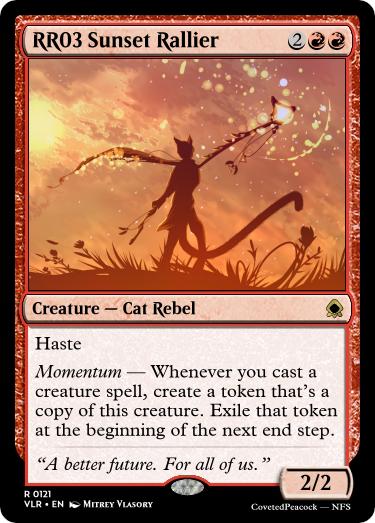 RR03 Sunset Rallier 2
Creature — Cat Rebel
Haste
Momentum — Whenever you cast a
creature spell, create a token that's a
copy of this creature. Exile that token
at the beginning of the next end step.
“A better future. For all of us.”
2/2
R 0121
VLR • EN Mitrey Vlasory
CovetedPeacock — NFS